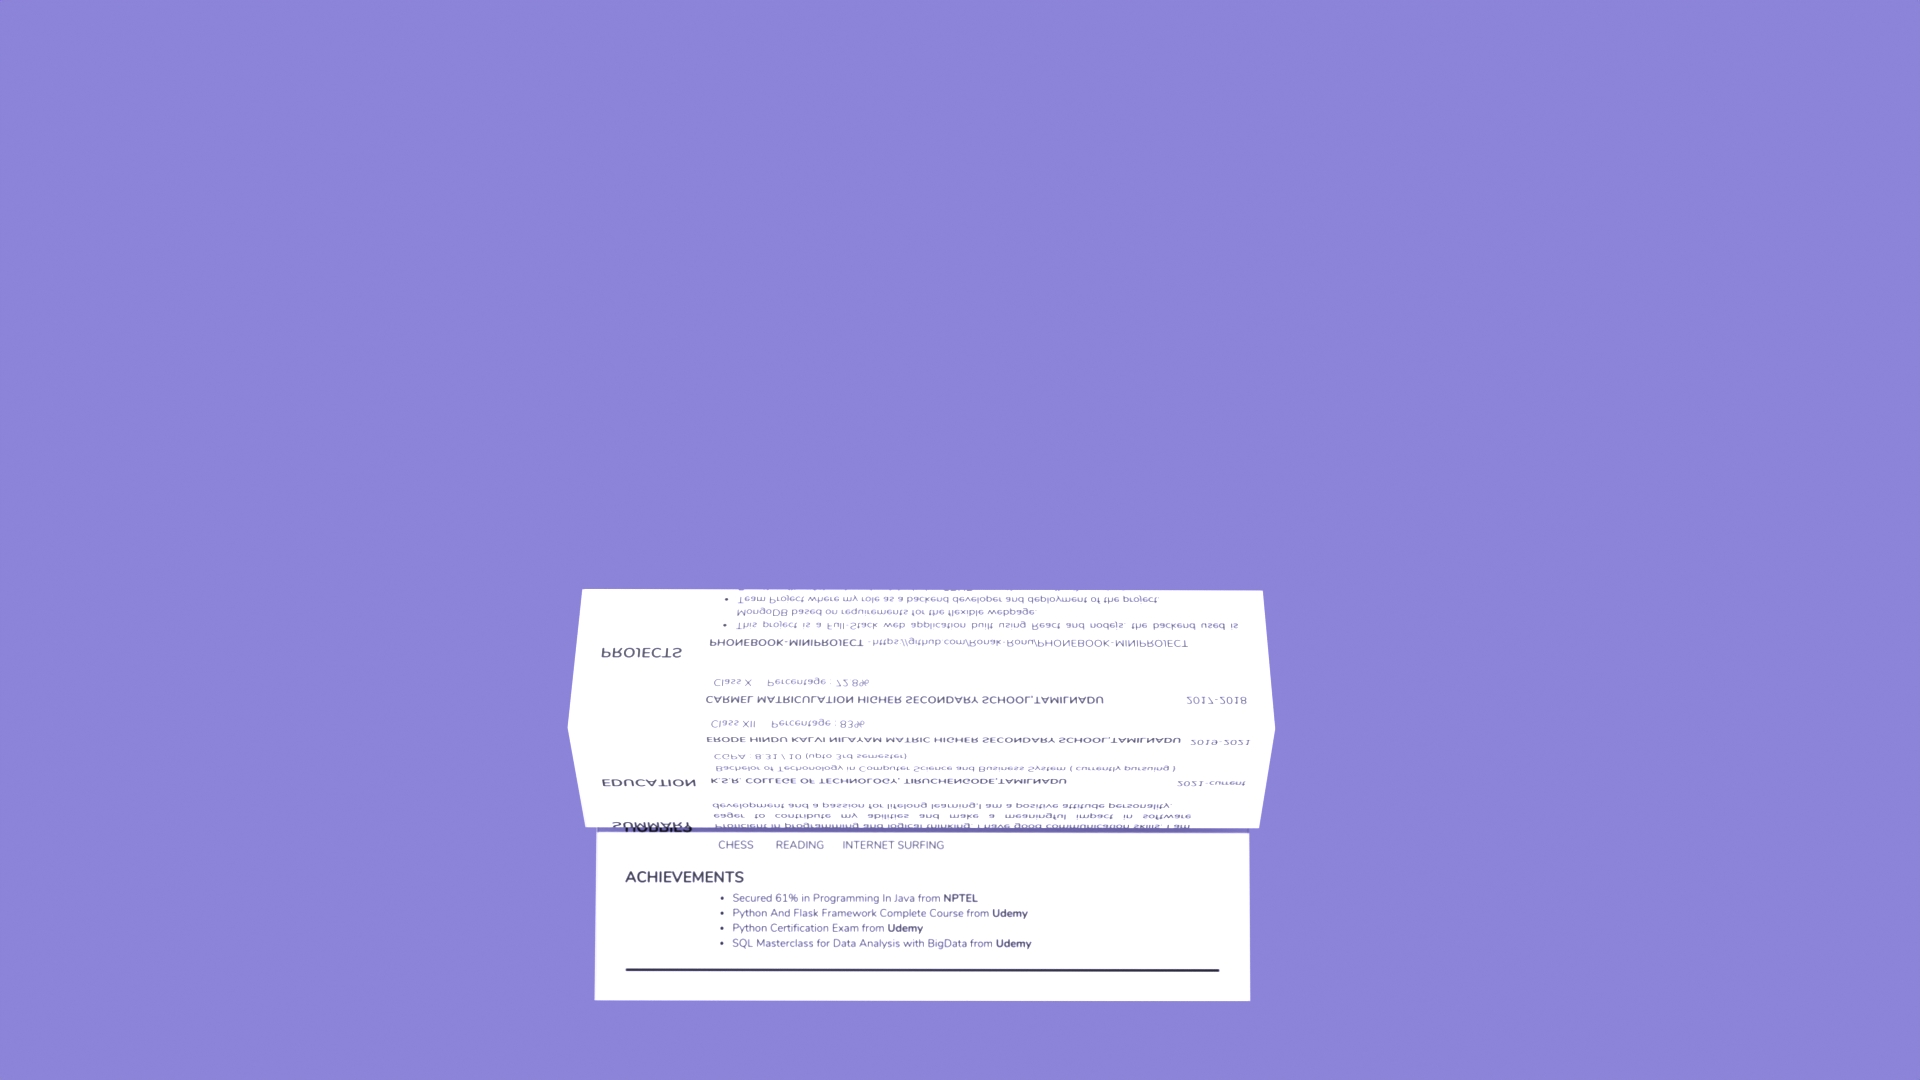 Team Project where my role as a backend developer and deployment of the project.
MongoDB based on requirements for the flexible webpage.
This project is a Full-Stack web application built using React and nodejs. the backend used is
PHONEBOOK-MINIPROJECT - https://github.com/Ronak-Ronu/PHONEBOOK-MINIPROJECT
PROJECTS
Class X Percentage : 72.8%
CARMEL MATRICULATION HIGHER SECONDARY SCHOOL,TAMILNADU 2017-2018
Class XII Percentage : 83%
ERODE HINDU KALVI NILAYAM MATRIC HIGHER SECONDARY SCHOOL,TAMILNADU 2019-2021
CGPA : 8.31 / 10 (upto 3rd semester)
Bachelor of Techonology in Computer Science and Business System ( currently pursuing )
EDUCATION K.S.R. COLLEGE OF TECHNOLOGY, TIRUCHENGODE,TAMILNADU 2021-current
development and a passion for lifelong learning.I am a positive attitude personality.
eager to contribute my abilities and make a meaningful impact in software
SUMMARY Proficient in programming and logical thinking. I have good communication skills. I am
CHESS READING INTERNET SURFING
ACHIEVEMENTS
• Secured 61% in Programming In Java from NPTEL
• Python And Flask Framework Complete Course from Udemy
• Python Certification Exam from Udemy
• SQL Masterclass for Data Analysis with BigData from Udemy